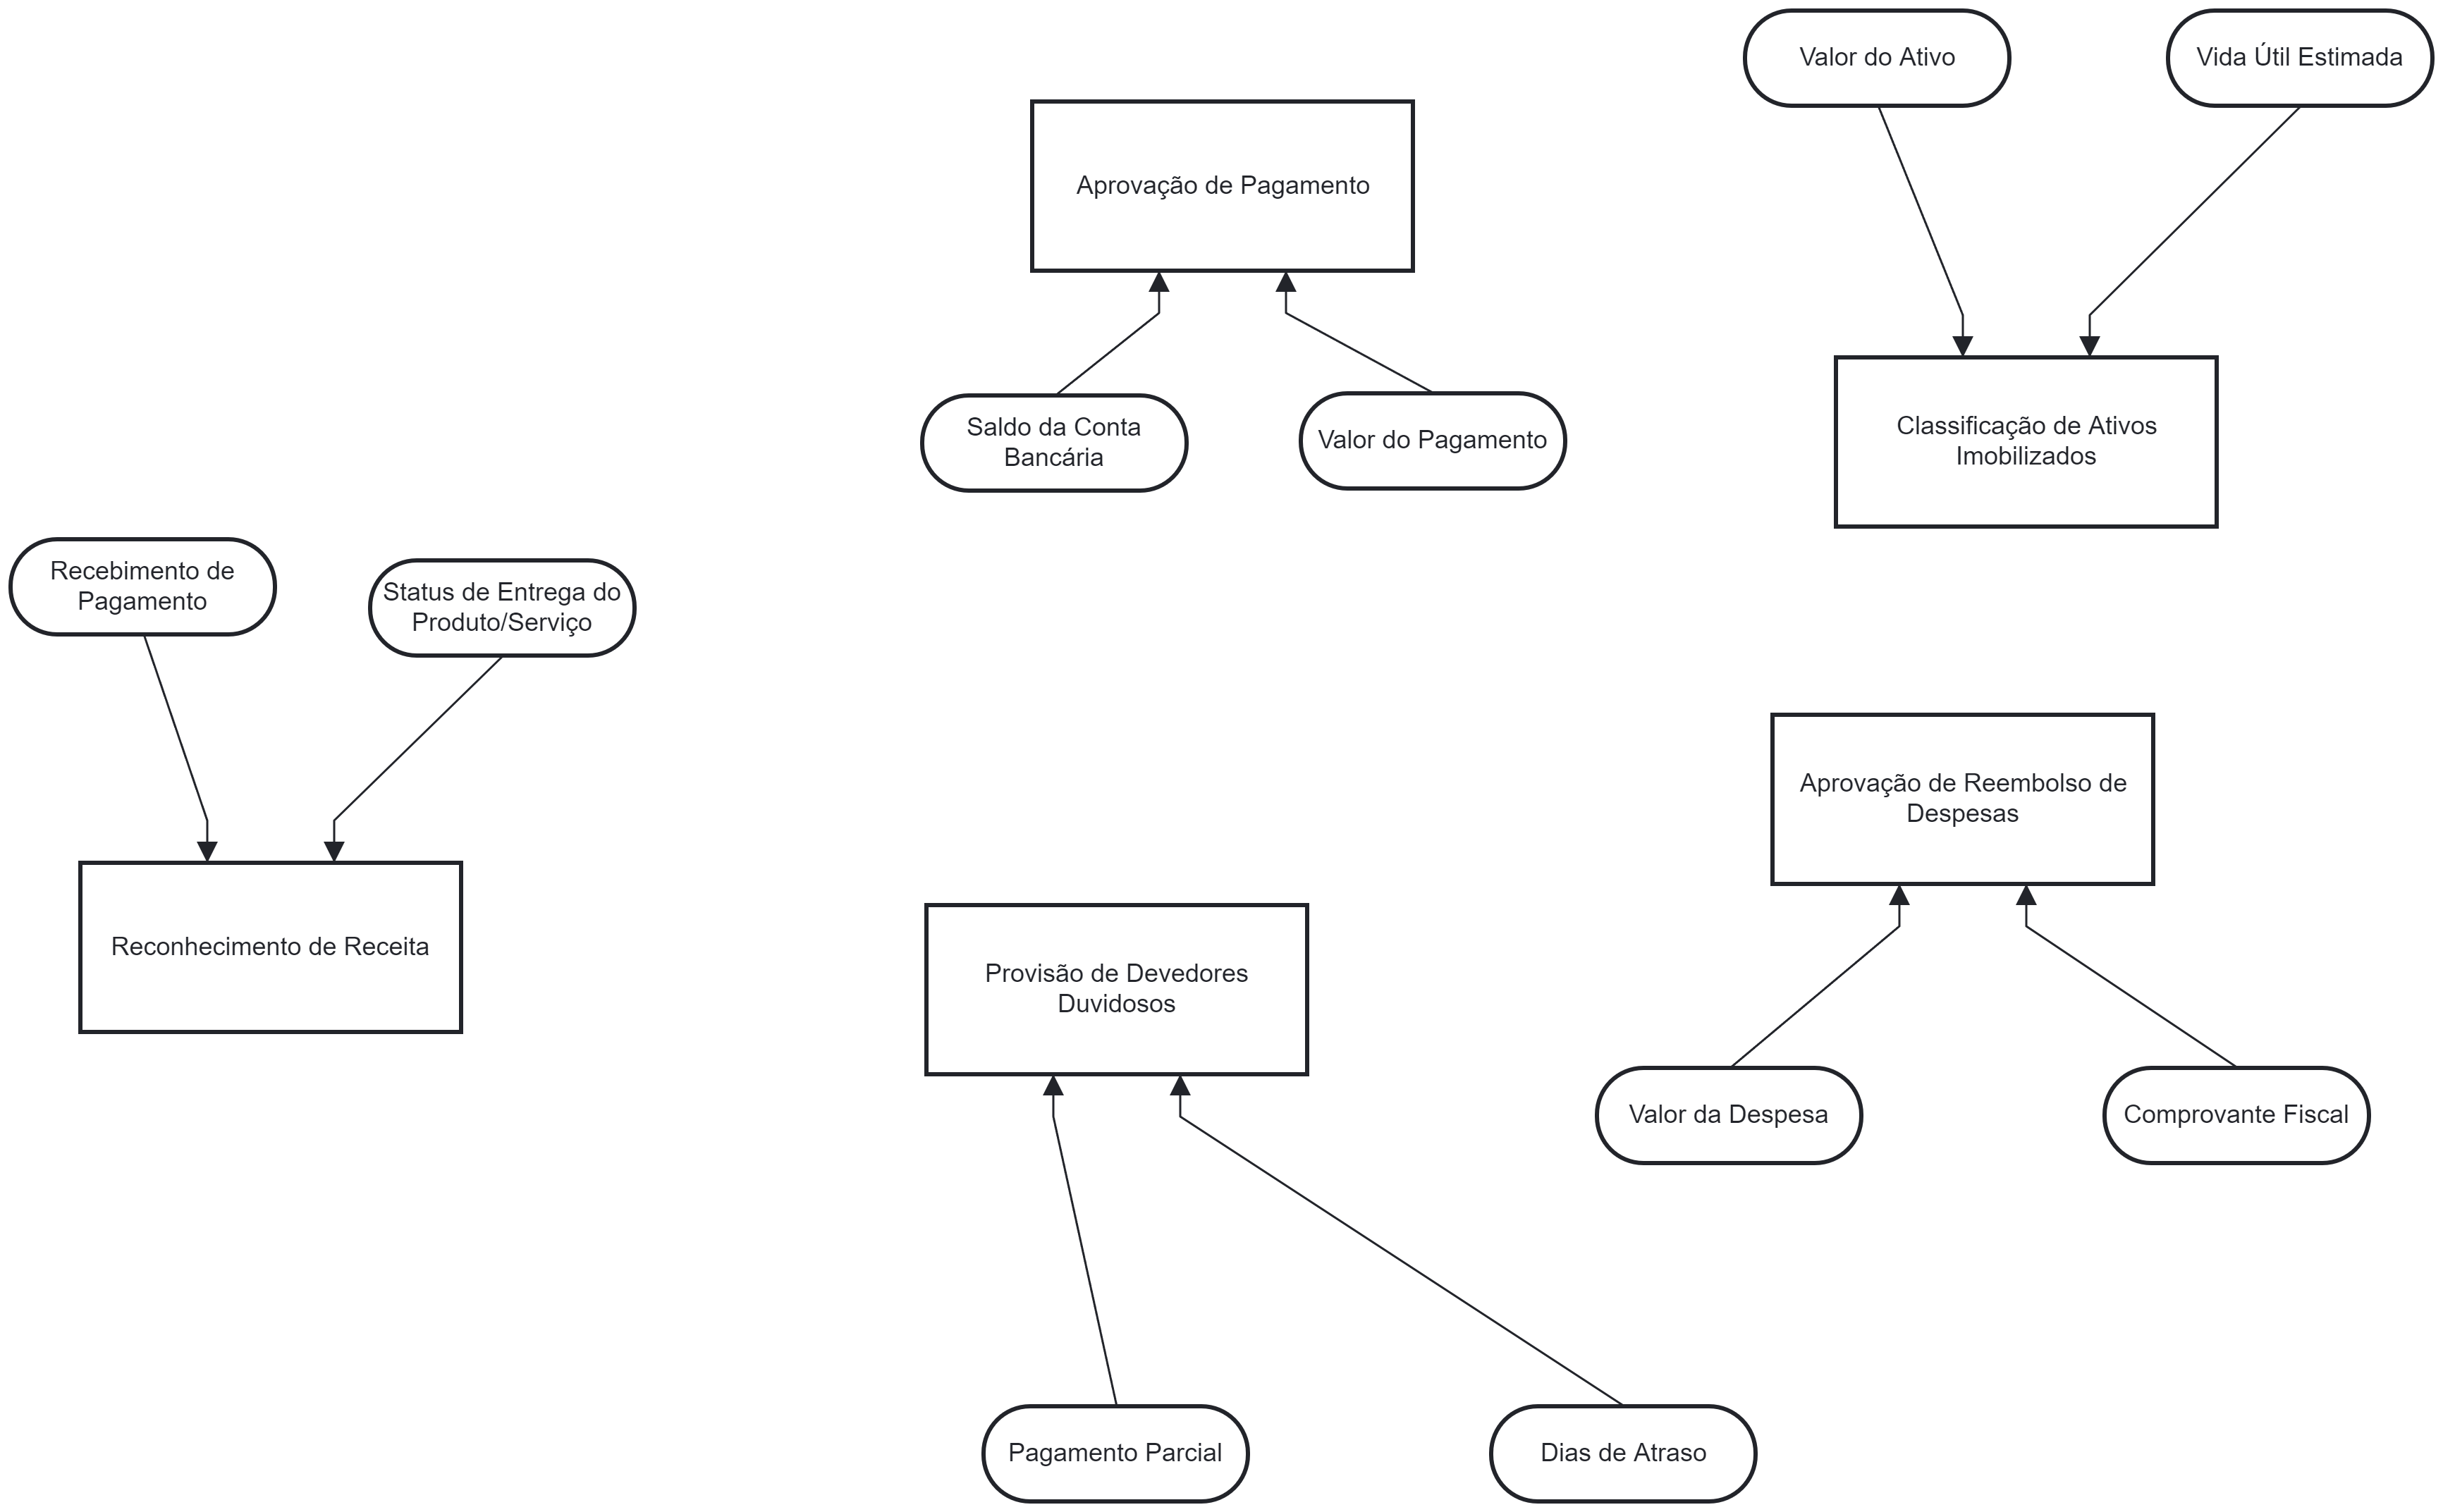 Valor do Ativo
Vida Útil Estimada
Aprovação de Pagamento
Saldo da Conta
Bancária
Valor do Pagamento
Classificação de Ativos
Imobilizados
Recebimento de
Pagamento
Status de Entrega do
Produto/Serviço
Reconhecimento de Receita
Aprovação de Reembolso de
Despesas
Provisão de Devedores
Duvidosos
Valor da Despesa
Comprovante Fiscal
Pagamento Parcial
Dias de Atraso